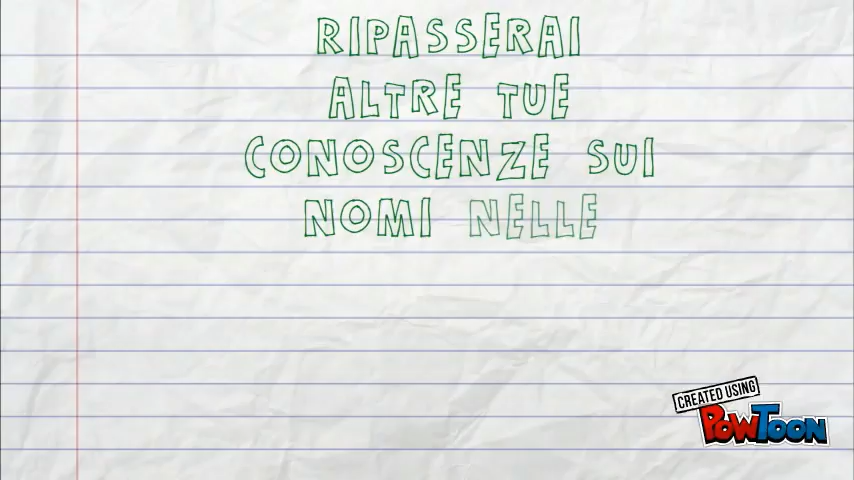 RIPASSERAI
ALTRE TUE
CONOSCENZE SUI
NOMI NELLE
CREATED USING
POWTOON